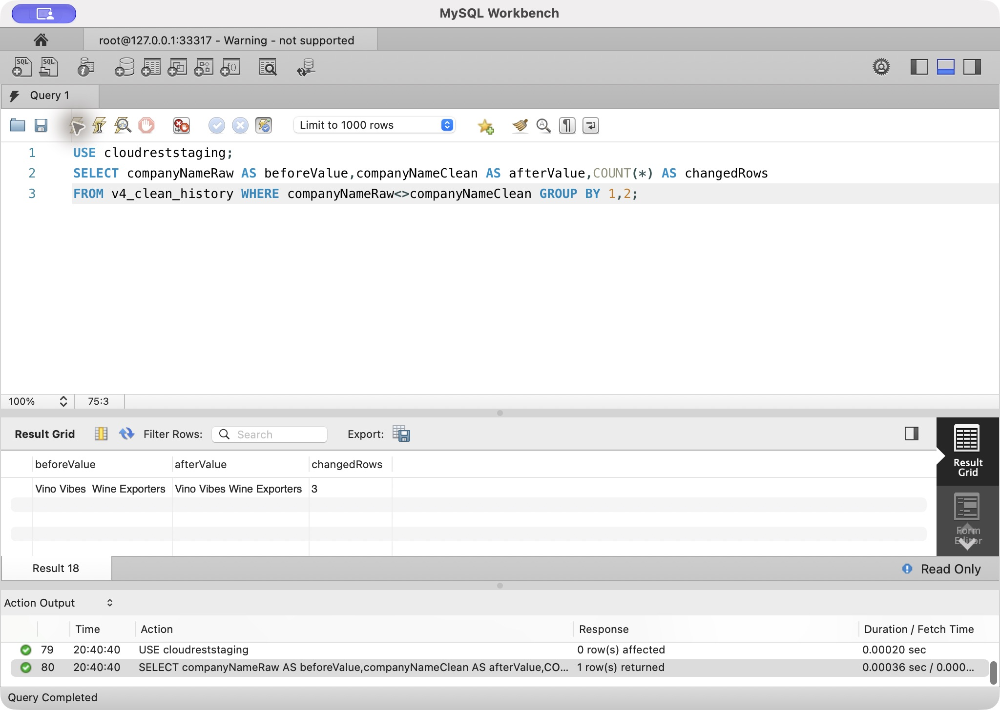 MySQL Workbench
root@127.0.0.1:33317 - Warning - not supported
SQL SQL
Query 1
Limit to 1000 rows
1 USE cloudreststaging;
2 SELECT companyNameRaw AS beforeValue,companyNameClean AS afterValue,COUNT(*) AS changedRows
3 FROM v4_clean_history WHERE companyNameRaw<>companyNameClean GROUP BY 1,2;
100% 75:3
Result Grid Filter Rows: Search Export:
beforeValue afterValue changedRows
Vino Vibes  Wine Exporters Vino Vibes Wine Exporters 3
Result
Grid
Form
Editor
Result 18 Read Only
Action Output
Time Action Response Duration / Fetch Time
79 20:40:40 USE cloudreststaging 0 row(s) affected 0.00020 sec
80 20:40:40 SELECT companyNameRaw AS beforeValue,companyNameClean AS afterValue,CO... 1 row(s) returned 0.00036 sec / 0.000...
Query Completed